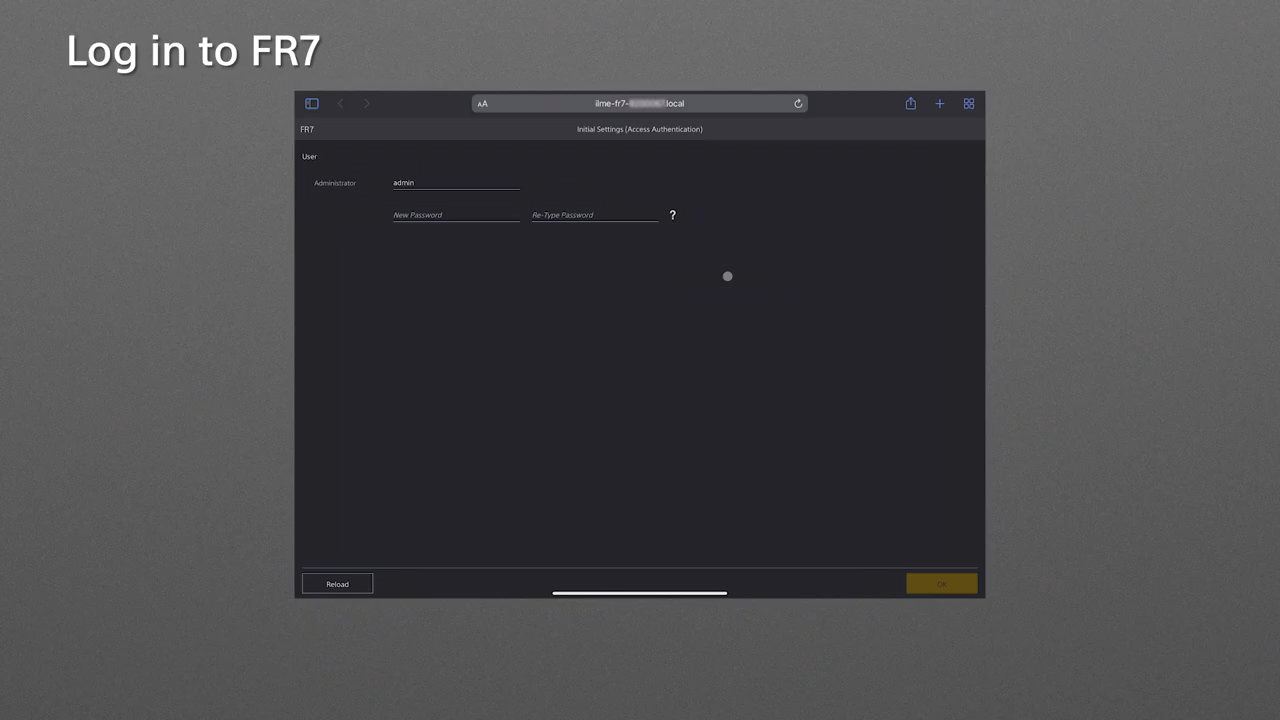 Log in to FR7
AA
ilme-fr7- .local
FR7
Initial Settings (Access Authentication)
User
Administrator
admin
New Password
Re-Type Password
?
Reload
OK